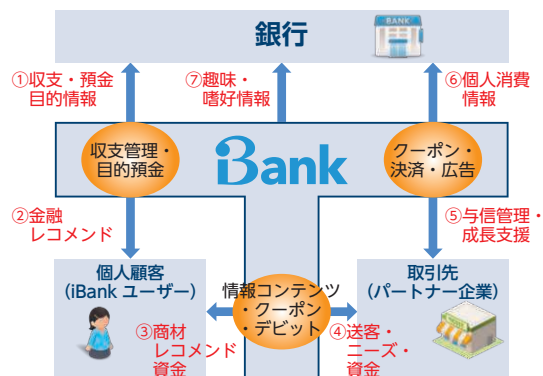 銀行
BANK
①収支・預金
目的情報
⑦趣味・
嗜好情報
⑥個人消費
情報
収支管理・
目的預金
iBank
クーポン・
決済・広告
②金融
レコメンド
⑤与信管理・
成長支援
個人顧客
(iBank ユーザー)
情報コンテンツ
・クーポン
・デビット
取引先
(パートナー企業)
③商材
レコメンド
資金
④送客・
ニーズ・
資金